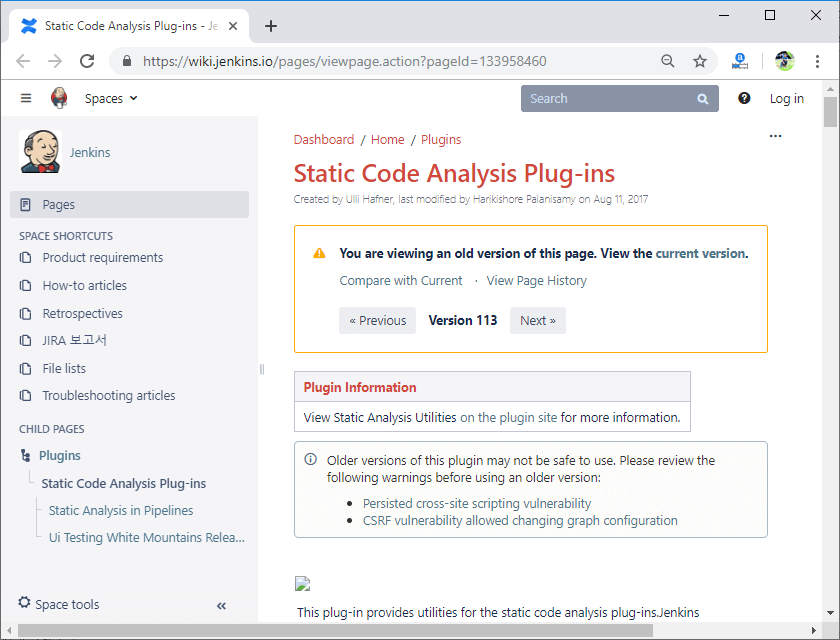 Static Code Analysis Plug-ins - Je
https://wiki.jenkins.io/pages/viewpage.action?pageId=133958460
Spaces
Search
Log in
Jenkins
Pages
SPACE SHORTCUTS
Product requirements
How-to articles
Retrospectives
JIRA 보고서
File lists
Troubleshooting articles
CHILD PAGES
Plugins
Static Code Analysis Plug-ins
Static Analysis in Pipelines
Ui Testing White Mountains Relea...
Space tools
Dashboard / Home / Plugins
Static Code Analysis Plug-ins
Created by Ulli Hafner, last modified by Harikishore Palanisamy on Aug 11, 2017
You are viewing an old version of this page. View the current version.
Compare with Current · View Page History
« Previous Version 113 Next »
Plugin Information
View Static Analysis Utilities on the plugin site for more information.
Older versions of this plugin may not be safe to use. Please review the
following warnings before using an older version:
• Persisted cross-site scripting vulnerability
• CSRF vulnerability allowed changing graph configuration
This plug-in provides utilities for the static code analysis plug-ins.Jenkins